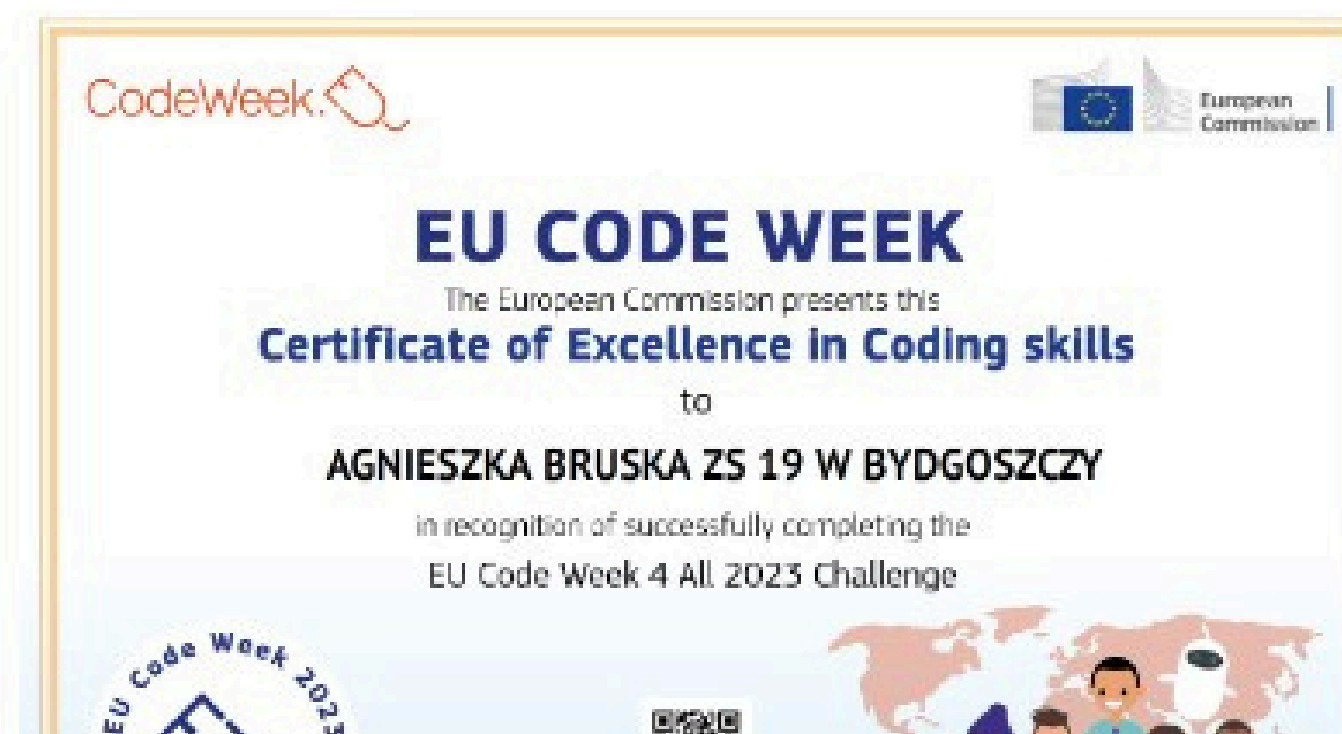 CodeWeek.
European
Commission
EU CODE WEEK
The European Commission presents this
Certificate of Excellence in Coding skills
to
AGNIESZKA BRUSKA ZS 19 W BYDGOSZCZY
in recognition of successfully completing the
EU Code Week 4 All 2023 Challenge
EU Code Week 2023